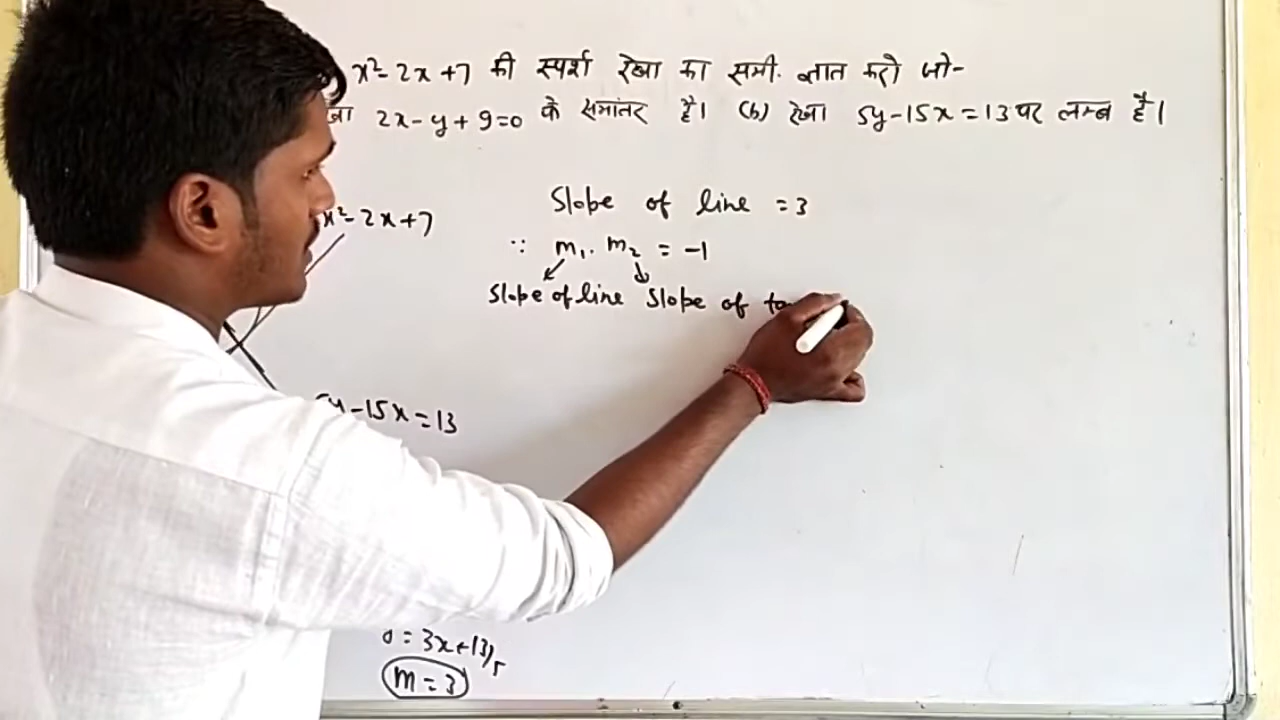 x²-2x+7 की स्पर्श रेखा का समी. ज्ञात करो जो-
2x-y+9=0 के समांतर है। (b) रेखा 5y-15x=13 पर लम्ब है।
x²-2x+7
Slope of line =3
∵ m₁. m₂ = -1
Slope of line Slope of
5y-15x=13
= 3x+13/5
m=3